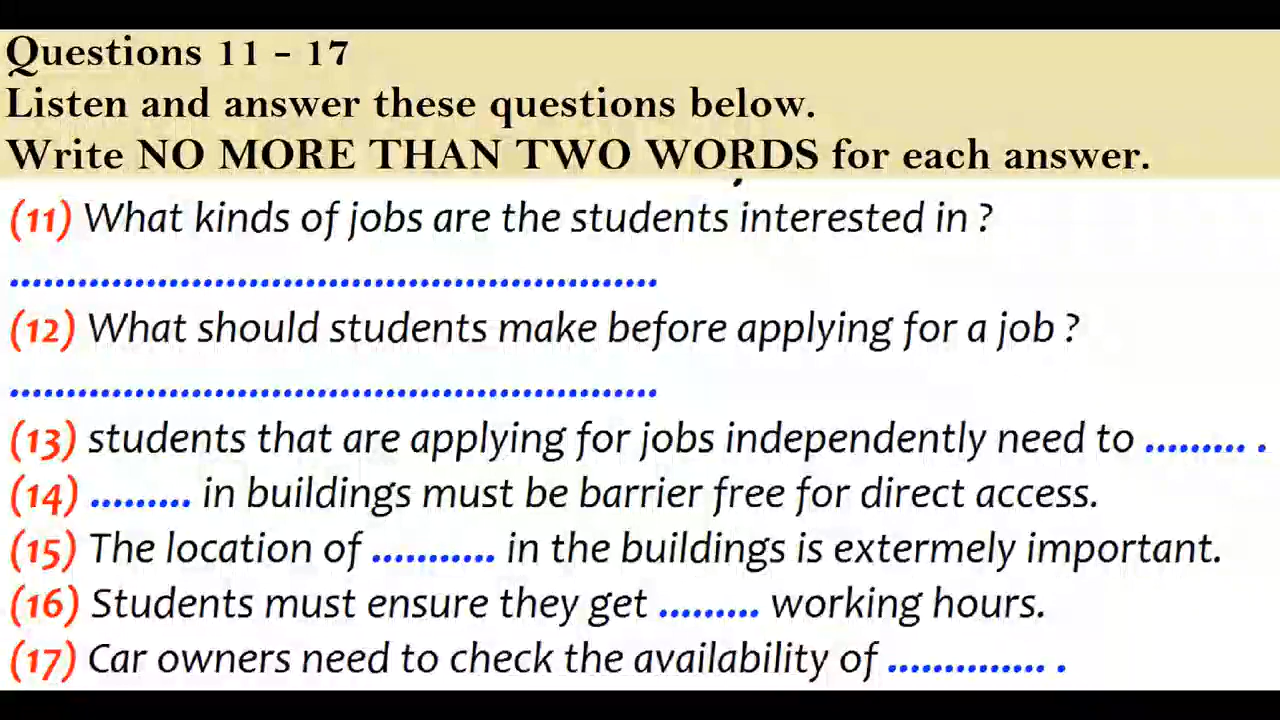 Questions 11 - 17
Listen and answer these questions below.
Write NO MORE THAN TWO WORDS for each answer.
(11) What kinds of jobs are the students interested in ?
.........................................................
(12) What should students make before applying for a job ?
.........................................................
(13) students that are applying for jobs independently need to ......... .
(14) ......... in buildings must be barrier free for direct access.
(15) The location of ........... in the buildings is extermely important.
(16) Students must ensure they get ......... working hours.
(17) Car owners need to check the availability of .............. .